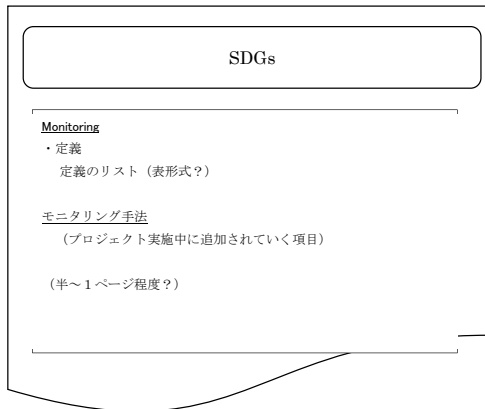 SDGs
Monitoring
・定義
定義のリスト（表形式？）
モニタリング手法
（プロジェクト実施中に追加されていく項目）
（半～１ページ程度？）